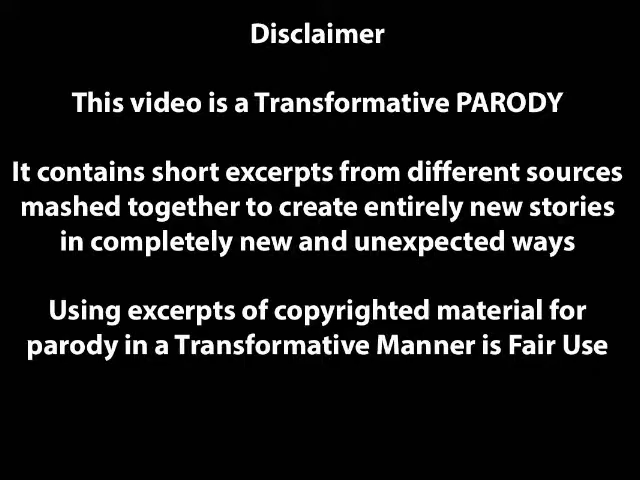 Disclaimer
This video is a Transformative PARODY
It contains short excerpts from different sources
mashed together to create entirely new stories
in completely new and unexpected ways
Using excerpts of copyrighted material for
parody in a Transformative Manner is Fair Use